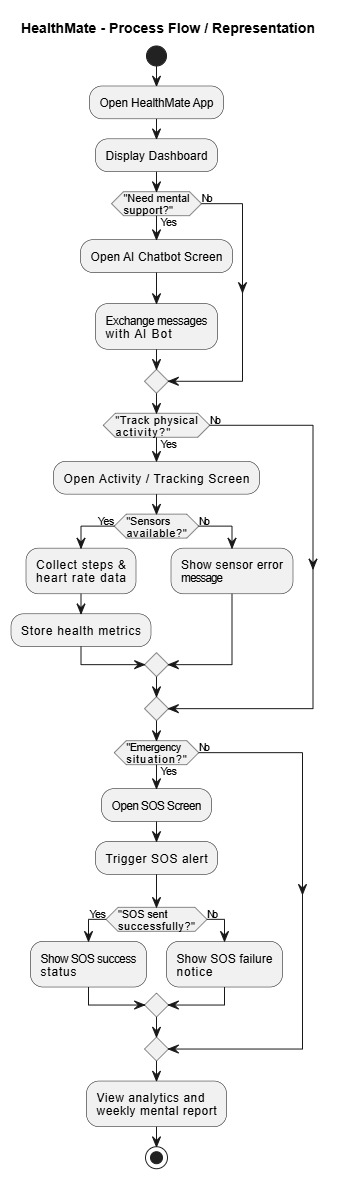 HealthMate - Process Flow / Representation
Open HealthMate App
Display Dashboard
"Need mental
support?"
No
Yes
Open AI Chatbot Screen
Exchange messages
with AI Bot
"Track physical
activity?"
No
Yes
Open Activity / Tracking Screen
Yes
"Sensors
available?"
No
Collect steps &
heart rate data
Show sensor error
message
Store health metrics
"Emergency
situation?"
No
Yes
Open SOS Screen
Trigger SOS alert
Yes
"SOS sent
successfully?"
No
Show SOS success
status
Show SOS failure
notice
View analytics and
weekly mental report